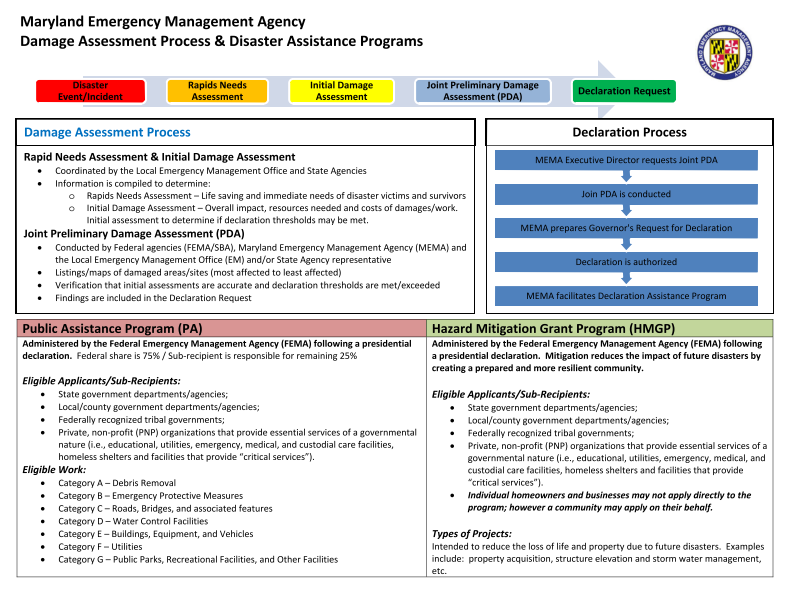 Maryland Emergency Management Agency
Damage Assessment Process & Disaster Assistance Programs
Disaster
Event/Incident
Rapids Needs
Assessment
Initial Damage
Assessment
Joint Preliminary Damage
Assessment (PDA)
Declaration Request
Damage Assessment Process
Rapid Needs Assessment & Initial Damage Assessment
• Coordinated by the Local Emergency Management Office and State Agencies
• Information is compiled to determine:
o Rapids Needs Assessment – Life saving and immediate needs of disaster victims and survivors
o Initial Damage Assessment – Overall impact, resources needed and costs of damages/work.
Initial assessment to determine if declaration thresholds may be met.
Joint Preliminary Damage Assessment (PDA)
• Conducted by Federal agencies (FEMA/SBA), Maryland Emergency Management Agency (MEMA) and
the Local Emergency Management Office (EM) and/or State Agency representative
• Listings/maps of damaged areas/sites (most affected to least affected)
• Verification that initial assessments are accurate and declaration thresholds are met/exceeded
• Findings are included in the Declaration Request
Declaration Process
MEMA Executive Director requests Joint PDA
Join PDA is conducted
MEMA prepares Governor's Request for Declaration
Declaration is authorized
MEMA facilitates Declaration Assistance Program
Public Assistance Program (PA)
Administered by the Federal Emergency Management Agency (FEMA) following a presidential
declaration. Federal share is 75% / Sub-recipient is responsible for remaining 25%
Eligible Applicants/Sub-Recipients:
• State government departments/agencies;
• Local/county government departments/agencies;
• Federally recognized tribal governments;
• Private, non-profit (PNP) organizations that provide essential services of a governmental
nature (i.e., educational, utilities, emergency, medical, and custodial care facilities,
homeless shelters and facilities that provide “critical services”).
Eligible Work:
• Category A – Debris Removal
• Category B – Emergency Protective Measures
• Category C – Roads, Bridges, and associated features
• Category D – Water Control Facilities
• Category E – Buildings, Equipment, and Vehicles
• Category F – Utilities
• Category G – Public Parks, Recreational Facilities, and Other Facilities
Hazard Mitigation Grant Program (HMGP)
Administered by the Federal Emergency Management Agency (FEMA) following
a presidential declaration. Mitigation reduces the impact of future disasters by
creating a prepared and more resilient community.
Eligible Applicants/Sub-Recipients:
• State government departments/agencies;
• Local/county government departments/agencies;
• Federally recognized tribal governments;
• Private, non-profit (PNP) organizations that provide essential services of a
governmental nature (i.e., educational, utilities, emergency, medical, and
custodial care facilities, homeless shelters and facilities that provide
“critical services”).
• Individual homeowners and businesses may not apply directly to the
program; however a community may apply on their behalf.
Types of Projects:
Intended to reduce the loss of life and property due to future disasters. Examples
include: property acquisition, structure elevation and storm water management,
etc.